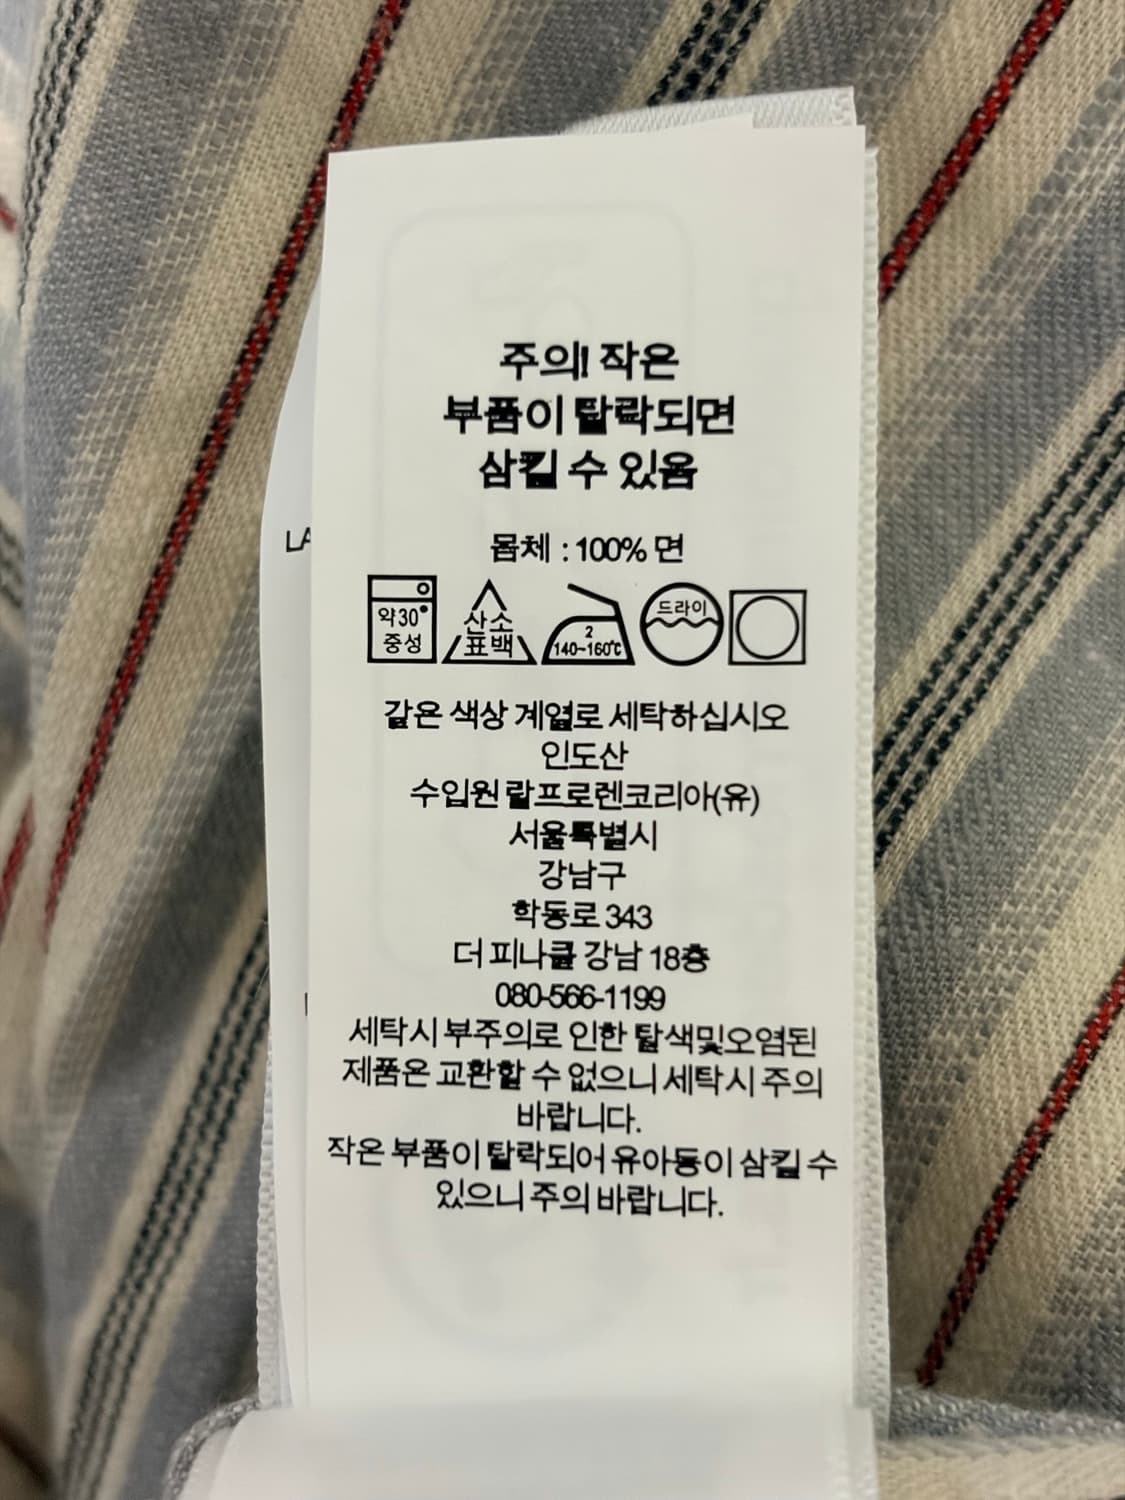 주의! 작은
부품이 탈락되면
삼킬 수 있음
LA
몸체 : 100% 면
약30°
중성
산소
표백
2
140~160℃
드라이
같은 색상 계열로 세탁하십시오
인도산
수입원 랄프로렌코리아(유)
서울특별시
강남구
학동로 343
더 피나클 강남 18층
080-566-1199
세탁시 부주의로 인한 탈색및오염된
제품은 교환할 수 없으니 세탁시 주의
바랍니다.
작은 부품이 탈락되어 유아동이 삼킬 수
있으니 주의 바랍니다.